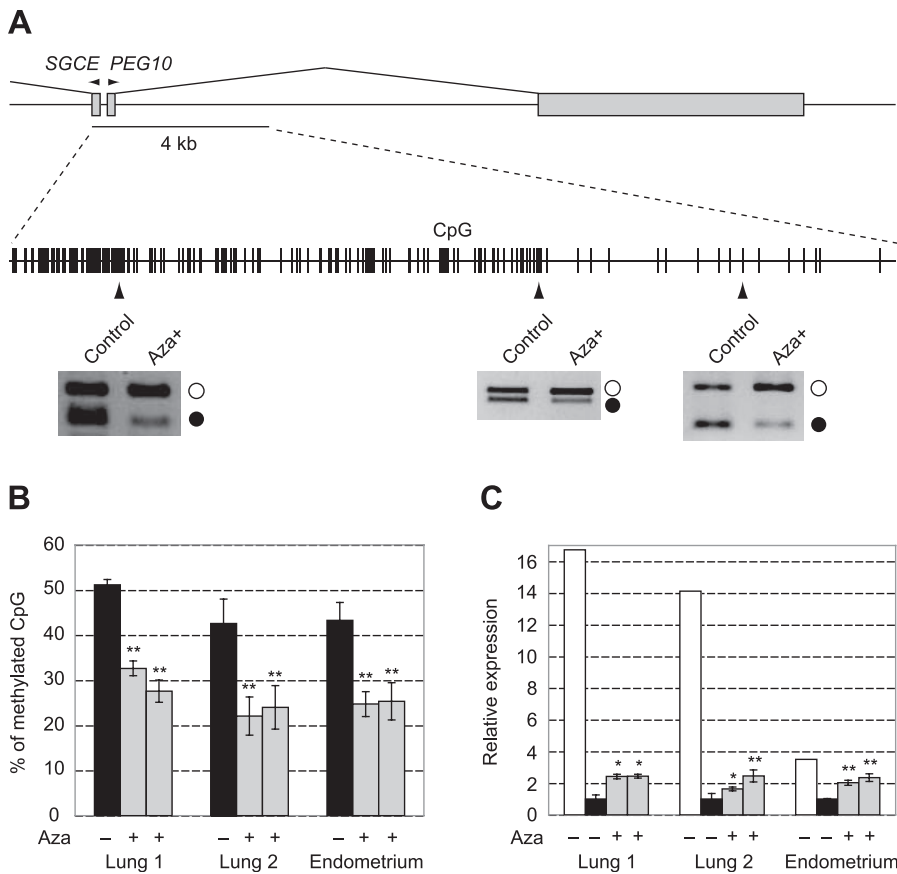 A
SGCE PEG10
4 kb
CpG
Control Aza+
Control Aza+
Control Aza+
B
% of methylated CpG
60
50
40
30
20
10
0
** **
** **
** **
Aza – + + – + + – + +
Lung 1 Lung 2 Endometrium
C
Relative expression
16
14
12
10
8
6
4
2
0
* *
* **
** **
Aza – – + + – – + + – – + +
Lung 1 Lung 2 Endometrium